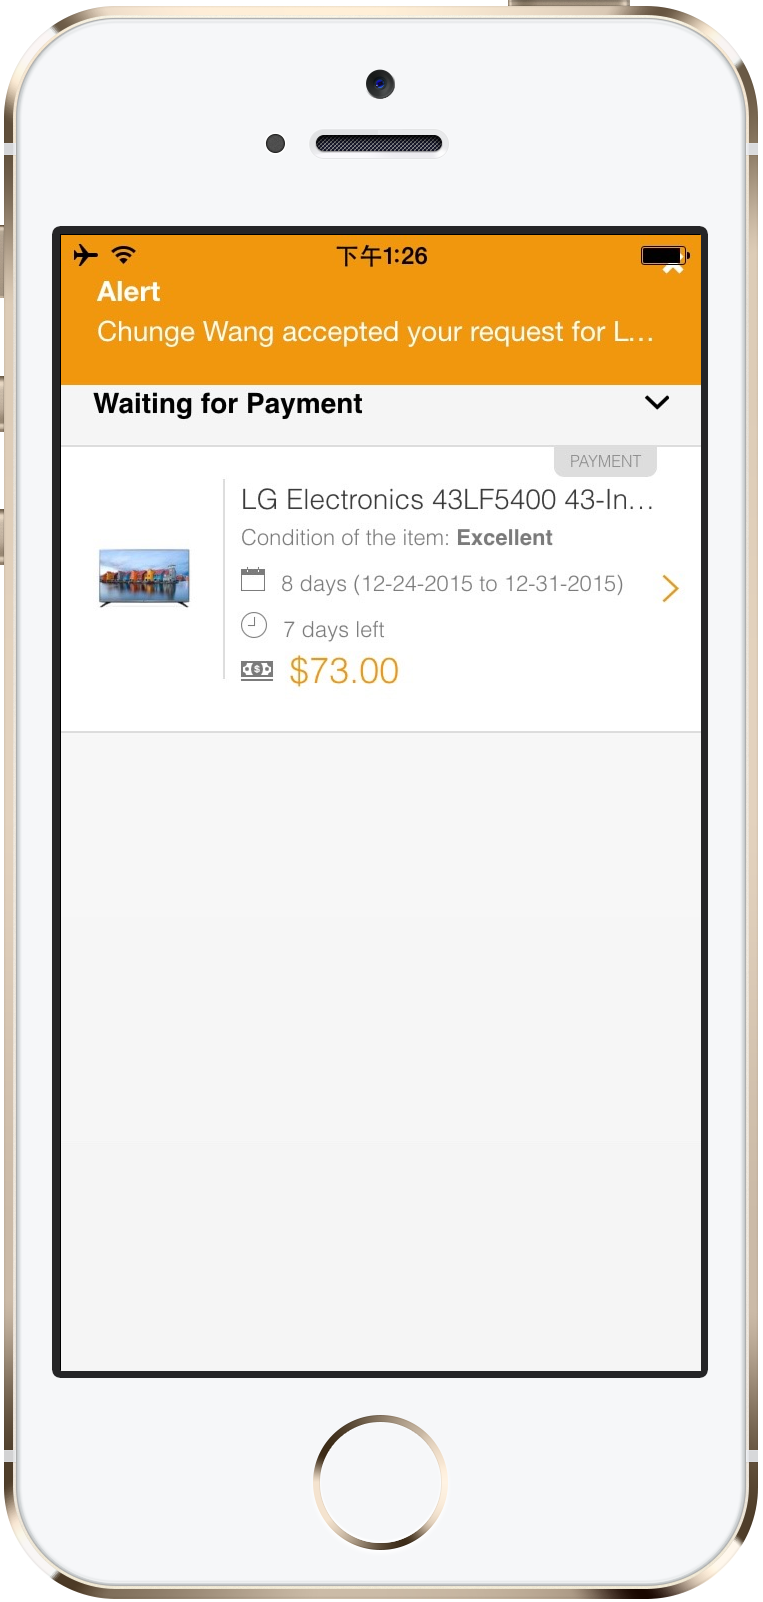 下午1:26
Alert
Chunge Wang accepted your request for L...
Waiting for Payment
PAYMENT
LG Electronics 43LF5400 43-In...
Condition of the item: Excellent
8 days (12-24-2015 to 12-31-2015)
7 days left
$73.00